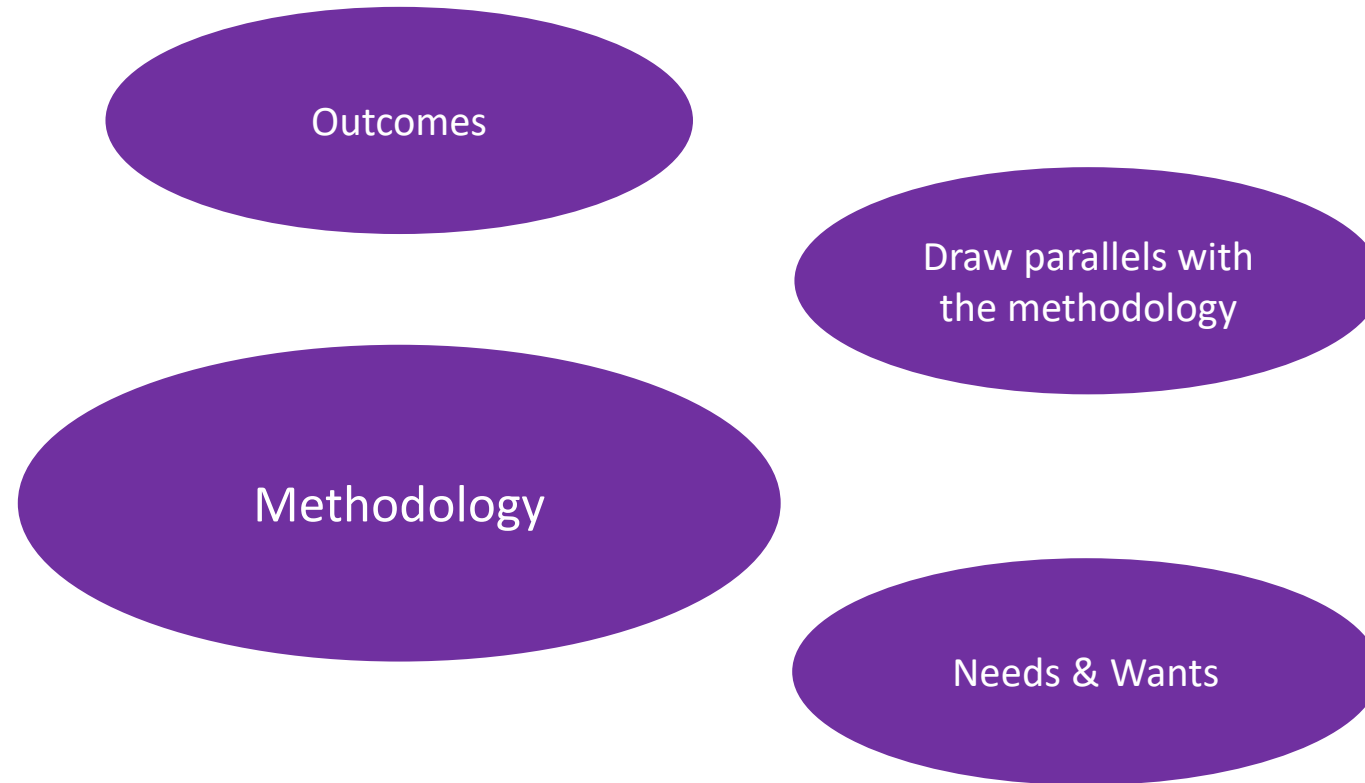 Outcomes
Draw parallels with
the methodology
Methodology
Needs & Wants